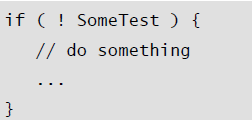 if ( ! SomeTest ) {
   // do something
   ...
}